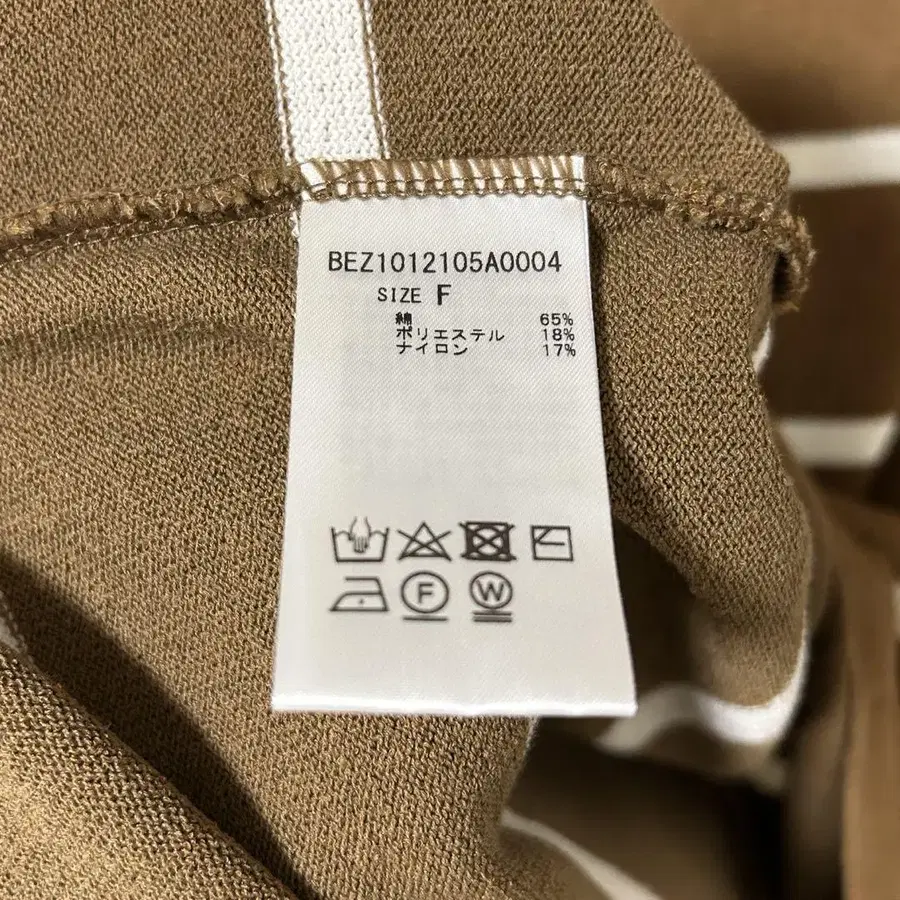 BEZ1012105A0004
SIZE F
綿 65%
ポリエステル 18%
ナイロン 17%
F
W